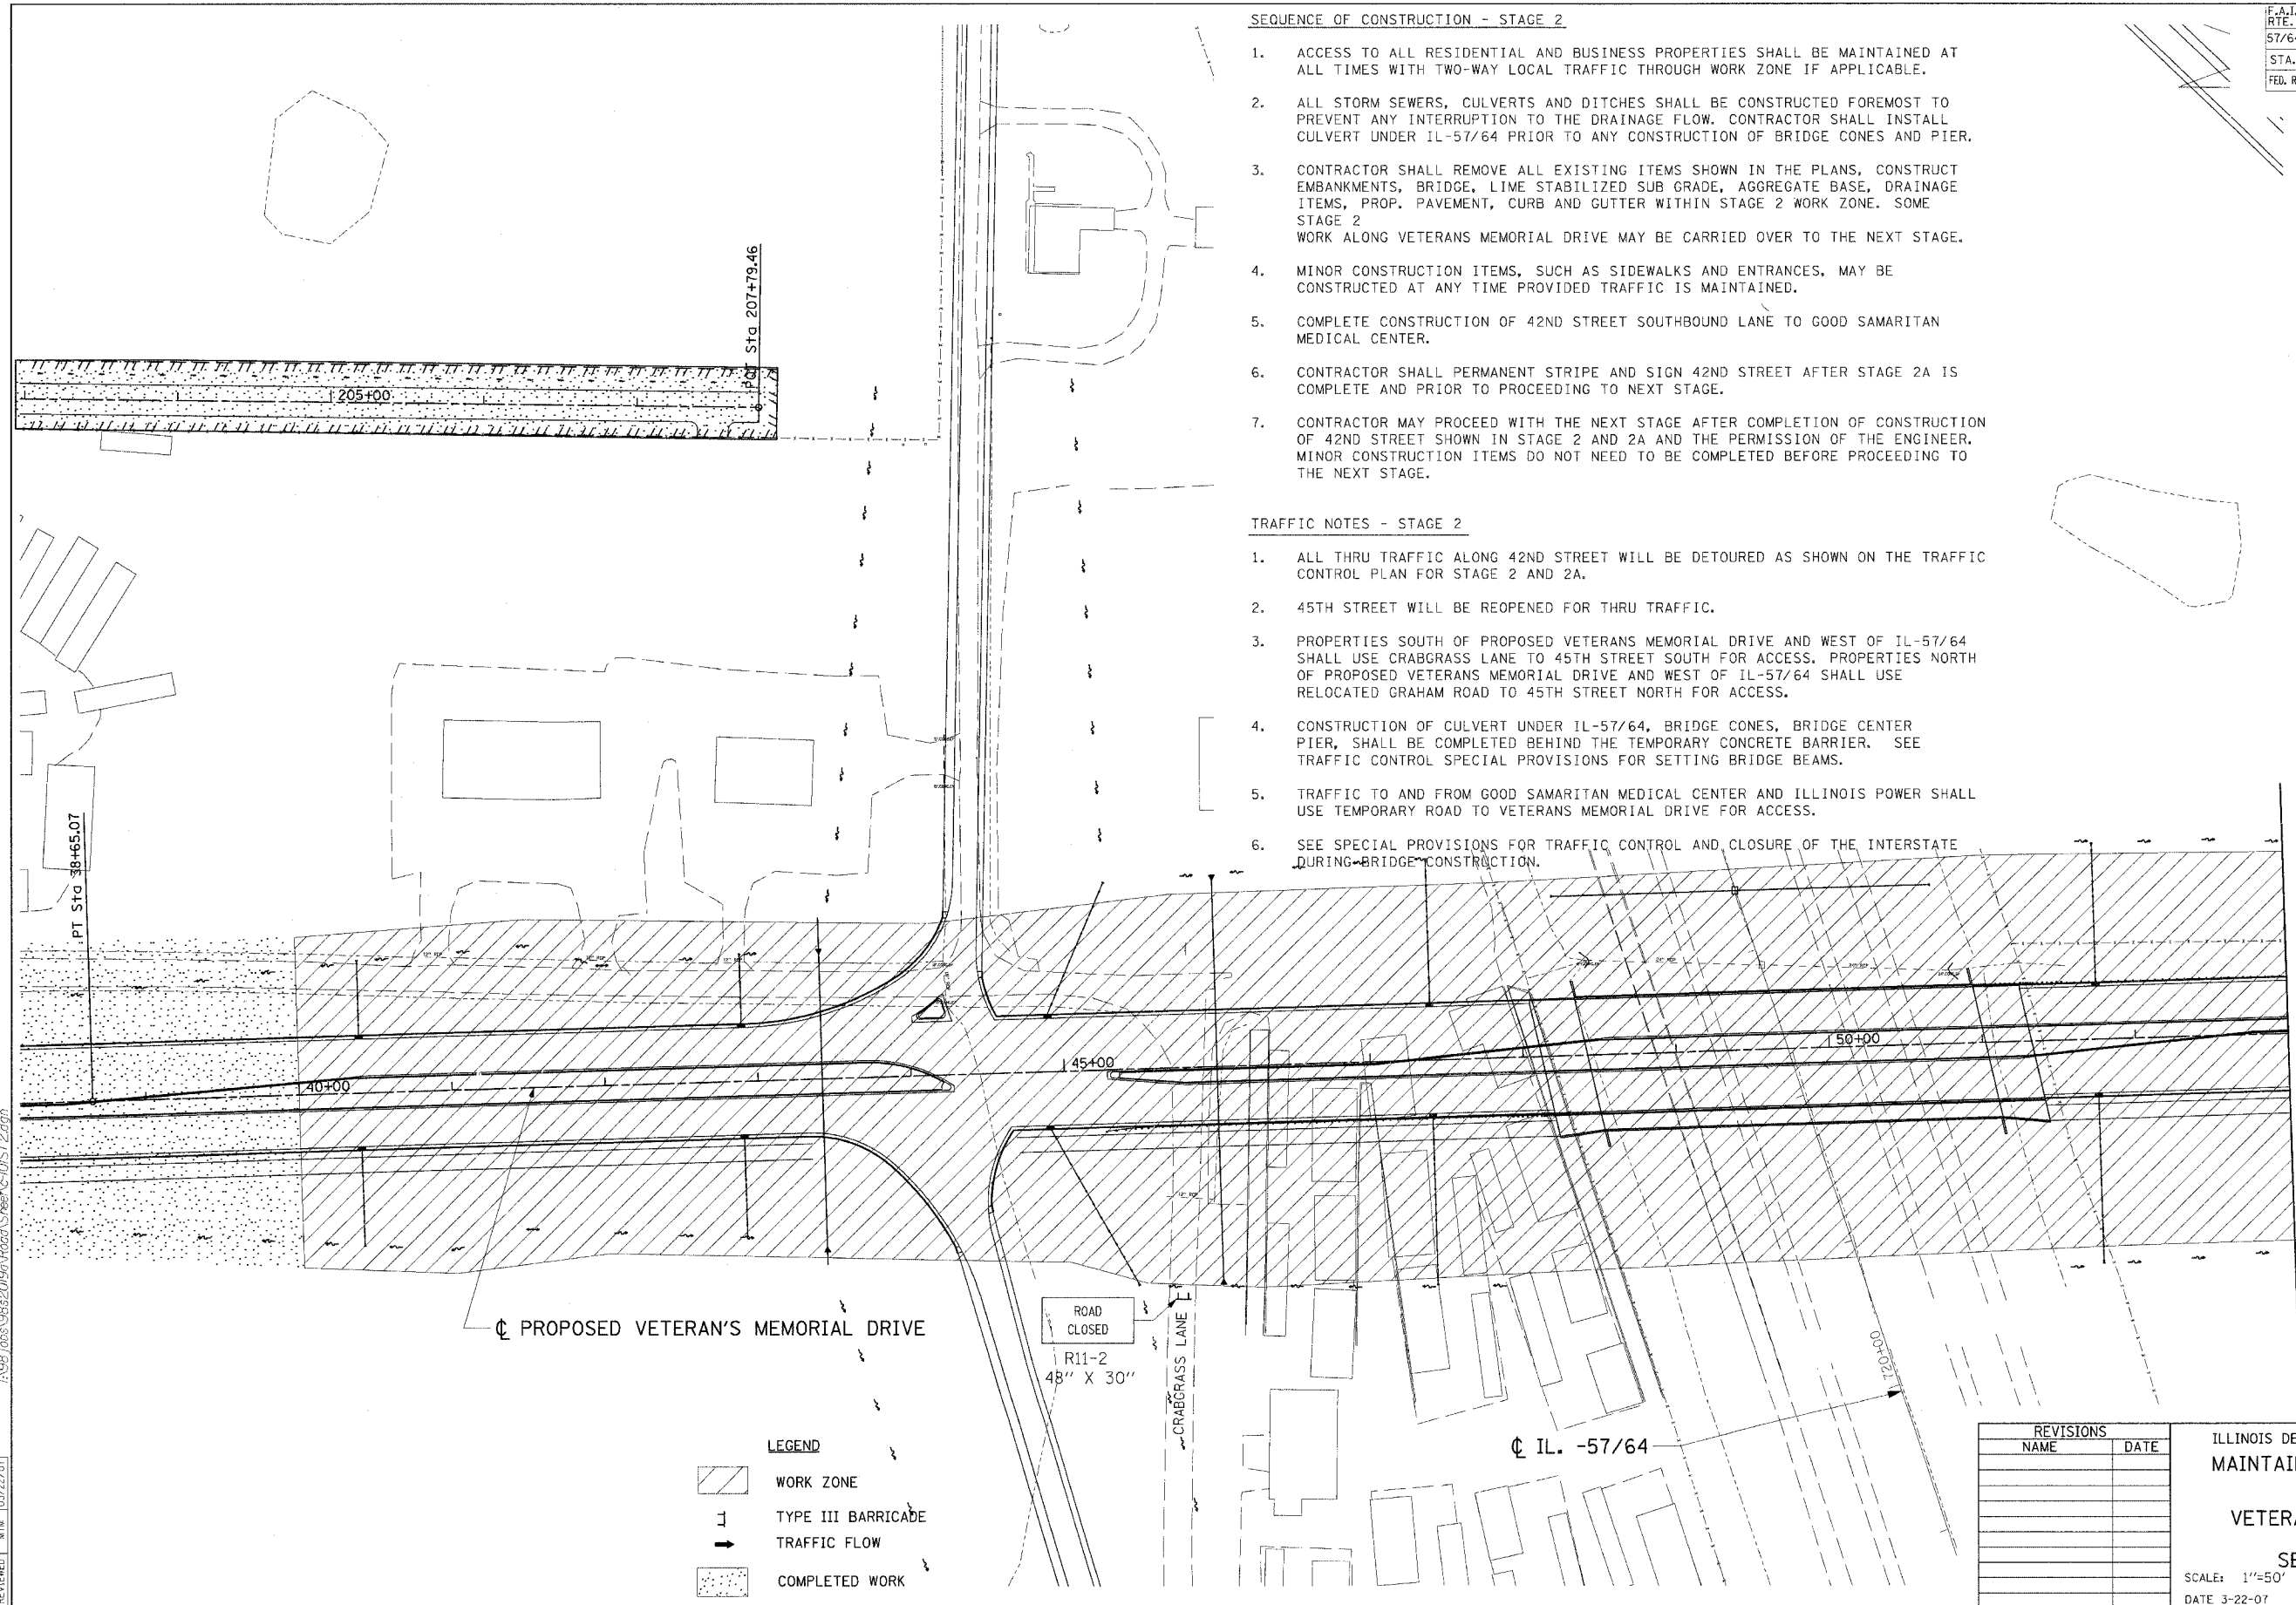 SEQUENCE OF CONSTRUCTION - STAGE 2
1. ACCESS TO ALL RESIDENTIAL AND BUSINESS PROPERTIES SHALL BE MAINTAINED AT
ALL TIMES WITH TWO-WAY LOCAL TRAFFIC THROUGH WORK ZONE IF APPLICABLE.
2. ALL STORM SEWERS, CULVERTS AND DITCHES SHALL BE CONSTRUCTED FOREMOST TO
PREVENT ANY INTERRUPTION TO THE DRAINAGE FLOW. CONTRACTOR SHALL INSTALL
CULVERT UNDER IL-57/64 PRIOR TO ANY CONSTRUCTION OF BRIDGE CONES AND PIER.
3. CONTRACTOR SHALL REMOVE ALL EXISTING ITEMS SHOWN IN THE PLANS, CONSTRUCT
EMBANKMENTS, BRIDGE, LIME STABILIZED SUB GRADE, AGGREGATE BASE, DRAINAGE
ITEMS, PROP. PAVEMENT, CURB AND GUTTER WITHIN STAGE 2 WORK ZONE. SOME
STAGE 2
WORK ALONG VETERANS MEMORIAL DRIVE MAY BE CARRIED OVER TO THE NEXT STAGE.
4. MINOR CONSTRUCTION ITEMS, SUCH AS SIDEWALKS AND ENTRANCES, MAY BE
CONSTRUCTED AT ANY TIME PROVIDED TRAFFIC IS MAINTAINED.
5. COMPLETE CONSTRUCTION OF 42ND STREET SOUTHBOUND LANE TO GOOD SAMARITAN
MEDICAL CENTER.
6. CONTRACTOR SHALL PERMANENT STRIPE AND SIGN 42ND STREET AFTER STAGE 2A IS
COMPLETE AND PRIOR TO PROCEEDING TO NEXT STAGE.
7. CONTRACTOR MAY PROCEED WITH THE NEXT STAGE AFTER COMPLETION OF CONSTRUCTION
OF 42ND STREET SHOWN IN STAGE 2 AND 2A AND THE PERMISSION OF THE ENGINEER.
MINOR CONSTRUCTION ITEMS DO NOT NEED TO BE COMPLETED BEFORE PROCEEDING TO
THE NEXT STAGE.
TRAFFIC NOTES - STAGE 2
1. ALL THRU TRAFFIC ALONG 42ND STREET WILL BE DETOURED AS SHOWN ON THE TRAFFIC
CONTROL PLAN FOR STAGE 2 AND 2A.
2. 45TH STREET WILL BE REOPENED FOR THRU TRAFFIC.
3. PROPERTIES SOUTH OF PROPOSED VETERANS MEMORIAL DRIVE AND WEST OF IL-57/64
SHALL USE CRABGRASS LANE TO 45TH STREET SOUTH FOR ACCESS. PROPERTIES NORTH
OF PROPOSED VETERANS MEMORIAL DRIVE AND WEST OF IL-57/64 SHALL USE
RELOCATED GRAHAM ROAD TO 45TH STREET NORTH FOR ACCESS.
4. CONSTRUCTION OF CULVERT UNDER IL-57/64, BRIDGE CONES, BRIDGE CENTER
PIER, SHALL BE COMPLETED BEHIND THE TEMPORARY CONCRETE BARRIER. SEE
TRAFFIC CONTROL SPECIAL PROVISIONS FOR SETTING BRIDGE BEAMS.
5. TRAFFIC TO AND FROM GOOD SAMARITAN MEDICAL CENTER AND ILLINOIS POWER SHALL
USE TEMPORARY ROAD TO VETERANS MEMORIAL DRIVE FOR ACCESS.
6. SEE SPECIAL PROVISIONS FOR TRAFFIC CONTROL AND CLOSURE OF THE INTERSTATE
DURING BRIDGE CONSTRUCTION.
F.A.I.
RTE.
57/64
STA.
FED. R
POT Sta 207+79.46
205+00
PT Sta 38+65.07
40+00
45+00
50+00
℄ PROPOSED VETERAN'S MEMORIAL DRIVE
ROAD
CLOSED
R11-2
48" X 30"
CRABGRASS LANE
℄ IL. -57/64
720+00
LEGEND
WORK ZONE
TYPE III BARRICADE
TRAFFIC FLOW
COMPLETED WORK
REVISIONS
NAME DATE
ILLINOIS DE
MAINTAI
VETERA
SE
SCALE: 1"=50'
DATE 3-22-07
REVIEWED MTM 03/22/07